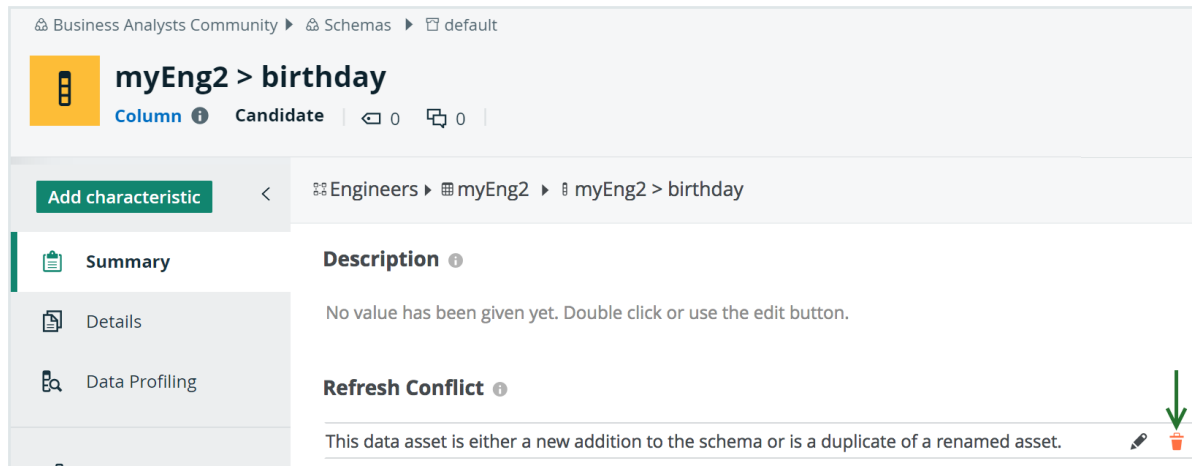 Business Analysts Community Schemas default
myEng2 > birthday
Column Candidate 0 0
Add characteristic
Engineers myEng2 myEng2 > birthday
Summary
Details
Data Profiling
Description
No value has been given yet. Double click or use the edit button.
Refresh Conflict
This data asset is either a new addition to the schema or is a duplicate of a renamed asset.